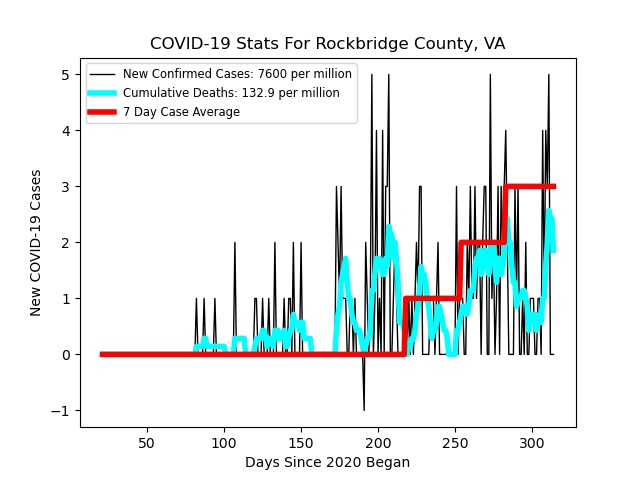 COVID-19 Stats For Rockbridge County, VA
New Confirmed Cases: 7600 per million
Cumulative Deaths: 132.9 per million
7 Day Case Average
New COVID-19 Cases
5
4
3
2
1
0
−1
50
100
150
200
250
300
Days Since 2020 Began